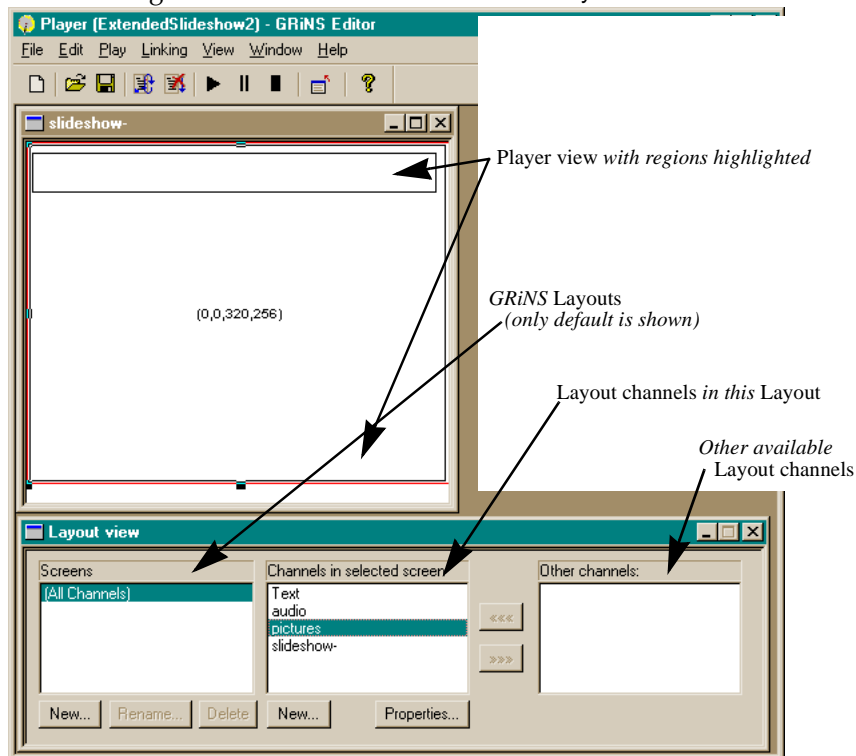 Player (ExtendedSlideshow2) - GRiNS Editor
File Edit Play Linking View Window Help
slideshow-
Player view with regions highlighted
(0,0,320,256)
GRiNS Layouts
(only default is shown)
Layout channels in this Layout
Other available
Layout channels
Layout view
Screens
Channels in selected screen
Other channels:
(All Channels)
Text
audio
pictures
slideshow-
<<<
>>>
New... Rename... Delete New... Properties...